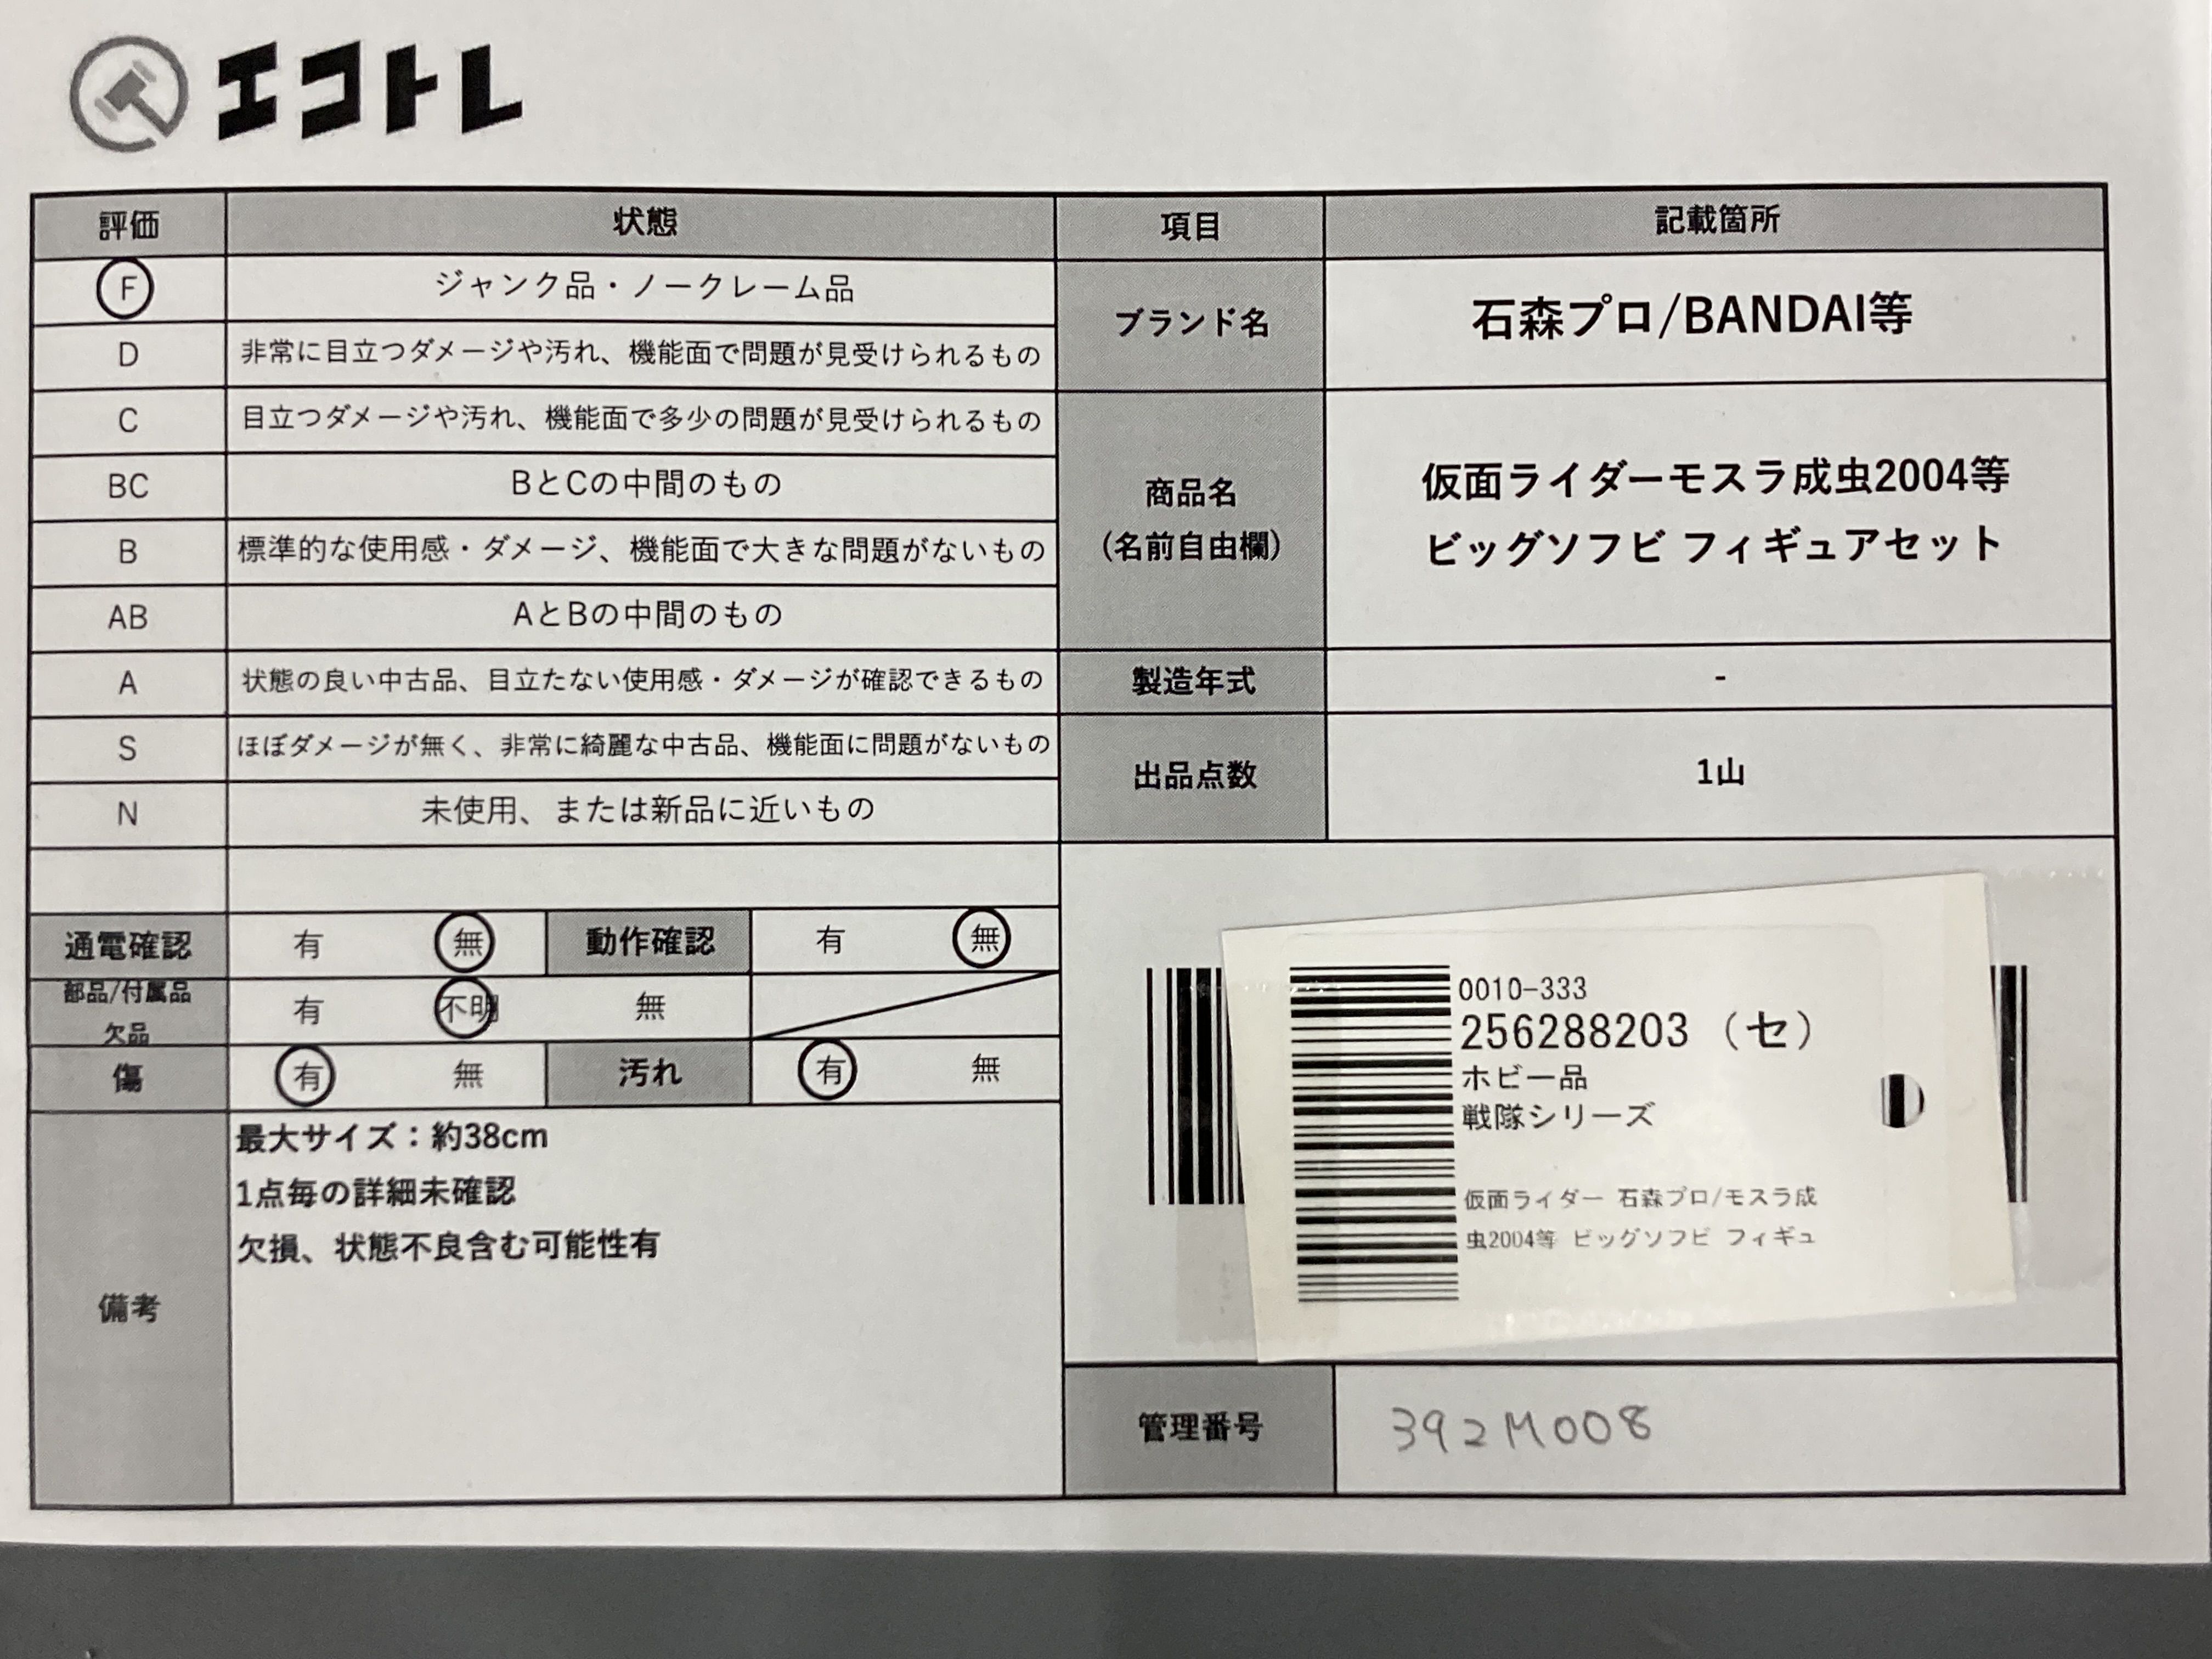 エコトレ
評価 状態 項目 記載箇所
F ジャンク品・ノークレーム品
D 非常に目立つダメージや汚れ、機能面で問題が見受けられるもの
C 目立つダメージや汚れ、機能面で多少の問題が見受けられるもの
BC BとCの中間のもの
B 標準的な使用感・ダメージ、機能面で大きな問題がないもの
AB AとBの中間のもの
A 状態の良い中古品、目立たない使用感・ダメージが確認できるもの
S ほぼダメージが無く、非常に綺麗な中古品、機能面に問題がないもの
N 未使用、または新品に近いもの
ブランド名 石森プロ/BANDAI等
商品名
(名前自由欄)
仮面ライダーモスラ成虫2004等
ビッグソフビ フィギュアセット
製造年式 -
出品点数 1山
通電確認 有 無 動作確認 有 無
部品/付属品
欠品
有 不明 無
傷 有 無 汚れ 有 無
備考
最大サイズ：約38cm
1点毎の詳細未確認
欠損、状態不良含む可能性有
0010-333
256288203 (セ)
ホビー品
戦隊シリーズ
仮面ライダー 石森プロ/モスラ成
虫2004等 ビッグソフビ フィギュ
管理番号 392M008